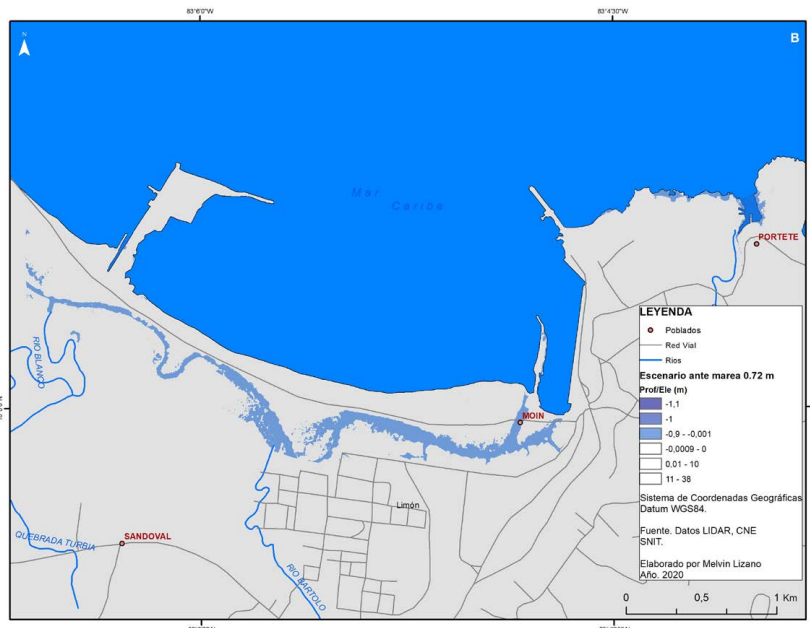 83°6'0"W
83°4'30"W
N
B
Mar
Caribe
PORTETE
RIO BLANCO
MOIN
Limón
SANDOVAL
QUEBRADA TURBIA
RIO BARTOLO
LEYENDA
Poblados
Red Vial
Rios
Escenario ante marea 0.72 m
Prof/Ele (m)
-1,1
-1
-0,9 - -0,001
-0,0009 - 0
0,01 - 10
11 - 38
Sistema de Coordenadas Geográficas
Datum WGS84.
Fuente. Datos LIDAR, CNE
SNIT.
Elaborado por Melvin Lizano
Año. 2020
0 0,5 1 Km